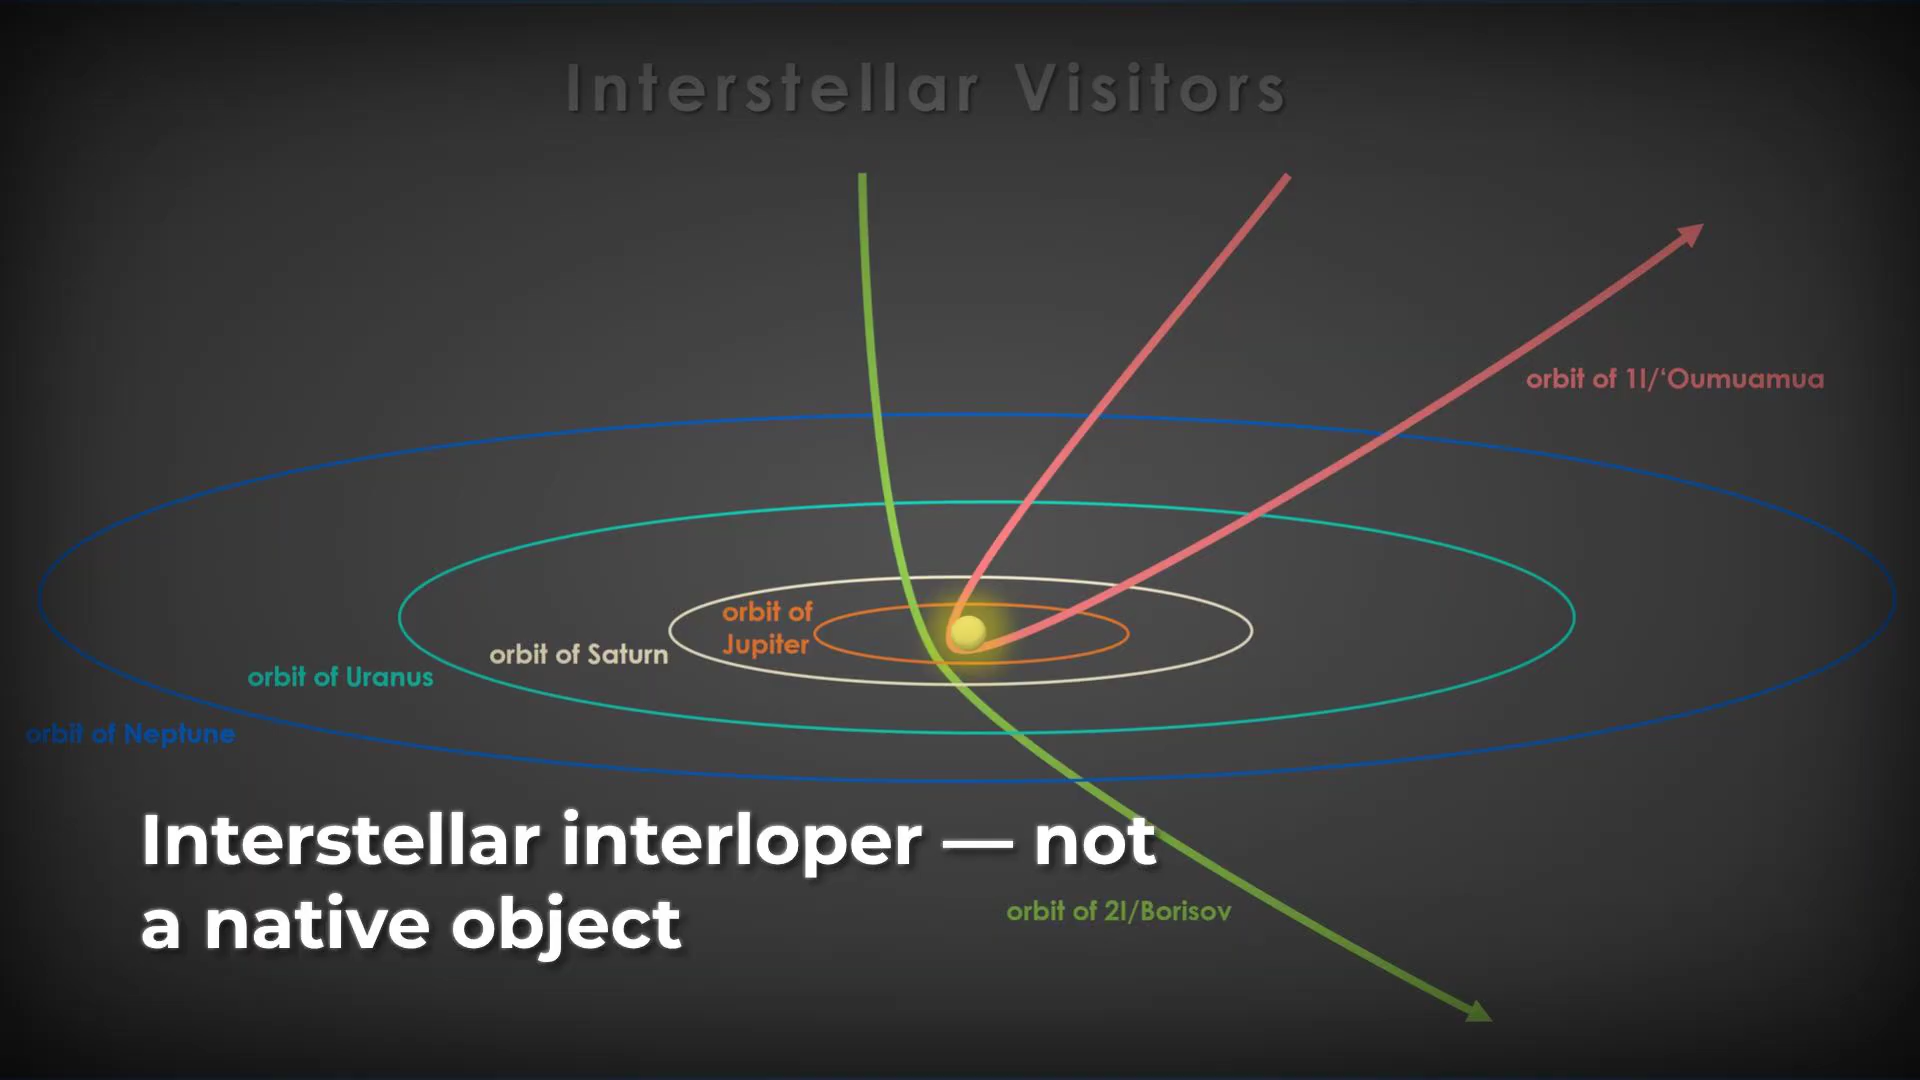 Interstellar Visitors
orbit of 1I/‘Oumuamua
orbit of
Jupiter
orbit of Saturn
orbit of Uranus
orbit of Neptune
Interstellar interloper — not
a native object
orbit of 2I/Borisov